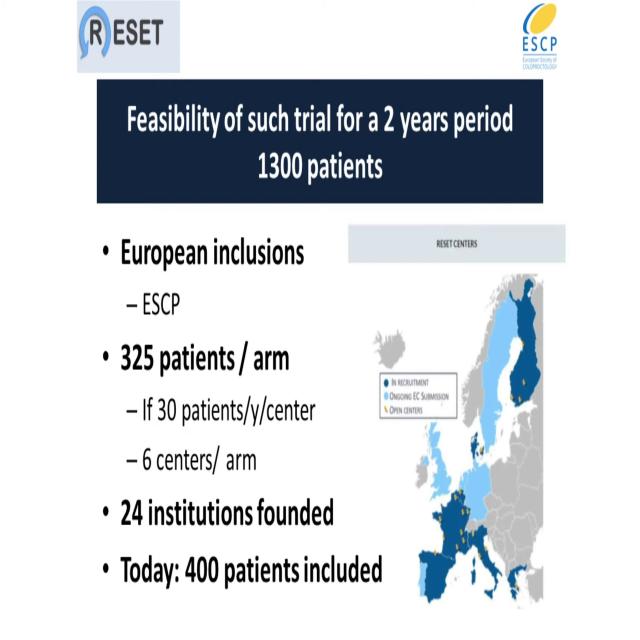 RESET
ESCP
European Society of
COLOPROCTOLOGY
Feasibility of such trial for a 2 years period
1300 patients
• European inclusions
– ESCP
• 325 patients / arm
– If 30 patients/y/center
– 6 centers/ arm
• 24 institutions founded
• Today: 400 patients included
RESET CENTERS
IN RECRUITMENT
ONGOING EC SUBMISSION
OPEN CENTERS